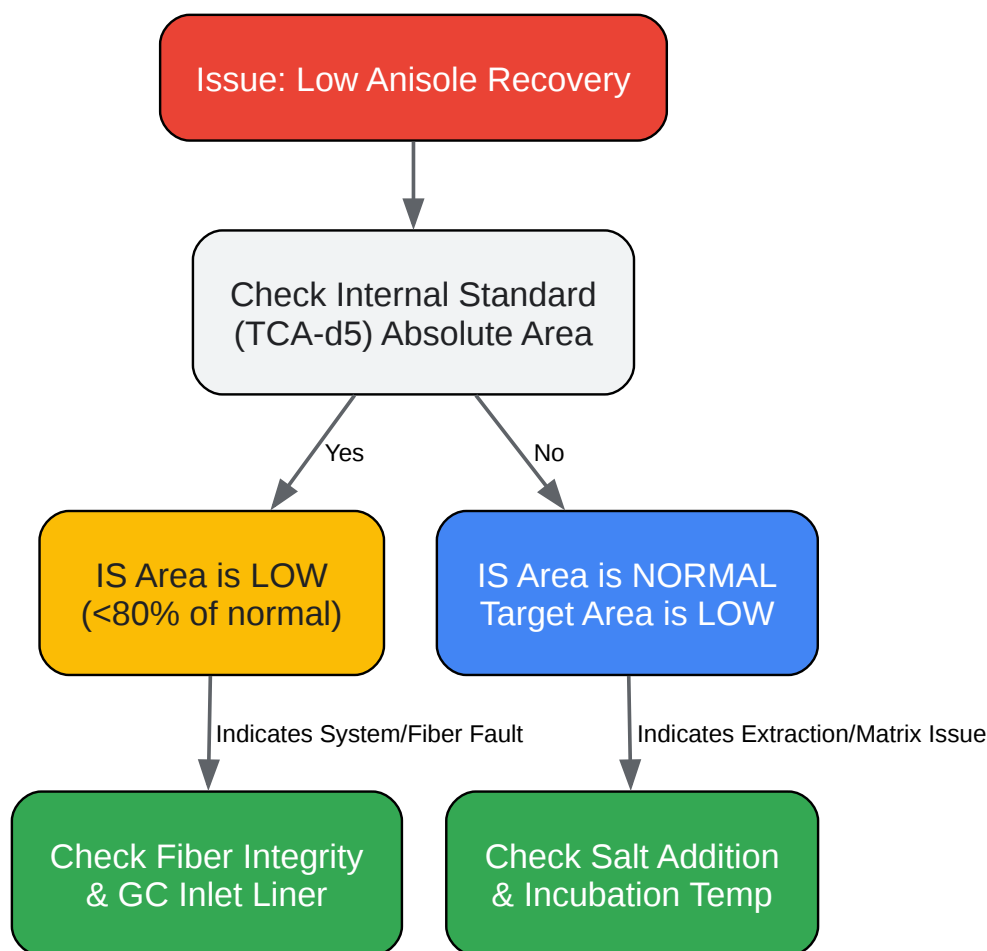 Issue: Low Anisole Recovery
Check Internal Standard
(TCA-d5) Absolute Area
Yes
No
IS Area is LOW
(<80% of normal)
IS Area is NORMAL
Target Area is LOW
Indicates System/Fiber Fault
Indicates Extraction/Matrix Issue
Check Fiber Integrity
& GC Inlet Liner
Check Salt Addition
& Incubation Temp